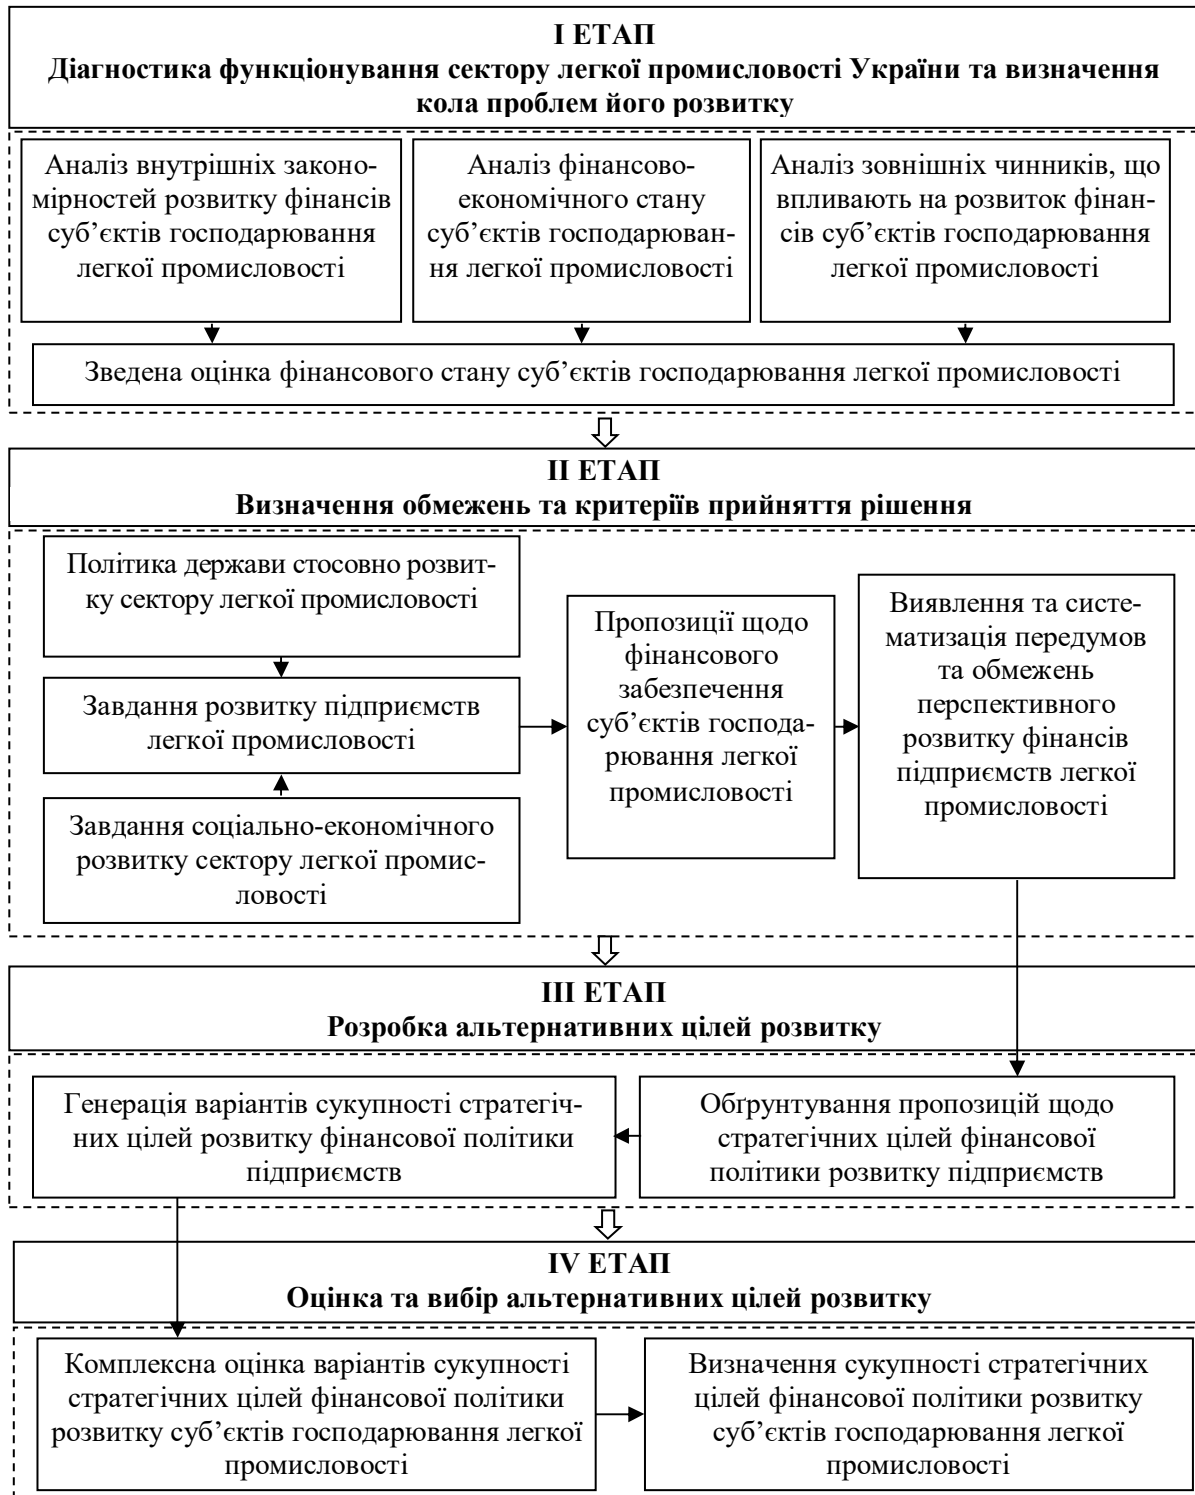 І ЕТАП
Діагностика функціонування сектору легкої промисловості України та визначення
кола проблем його розвитку
Аналіз внутрішніх законо-
мірностей розвитку фінансів
суб’єктів господарювання
легкої промисловості
Аналіз фінансово-
економічного стану
суб’єктів господарюван-
ня легкої промисловості
Аналіз зовнішніх чинників, що
впливають на розвиток фінан-
сів суб’єктів господарювання
легкої промисловості
Зведена оцінка фінансового стану суб’єктів господарювання легкої промисловості
ІІ ЕТАП
Визначення обмежень та критеріїв прийняття рішення
Політика держави стосовно розвит-
ку сектору легкої промисловості
Завдання розвитку підприємств
легкої промисловості
Завдання соціально-економічного
розвитку сектору легкої промис-
ловості
Пропозиції щодо
фінансового
забезпечення
суб’єктів господа-
рювання легкої
промисловості
Виявлення та систе-
матизація передумов
та обмежень
перспективного
розвитку фінансів
підприємств легкої
промисловості
ІІІ ЕТАП
Розробка альтернативних цілей розвитку
Генерація варіантів сукупності стратегіч-
них цілей розвитку фінансової політики
підприємств
Обґрунтування пропозицій щодо
стратегічних цілей фінансової
політики розвитку підприємств
IV ЕТАП
Оцінка та вибір альтернативних цілей розвитку
Комплексна оцінка варіантів сукупності
стратегічних цілей фінансової політики
розвитку суб’єктів господарювання легкої
промисловості
Визначення сукупності стратегічних
цілей фінансової політики розвитку
суб’єктів господарювання легкої
промисловості